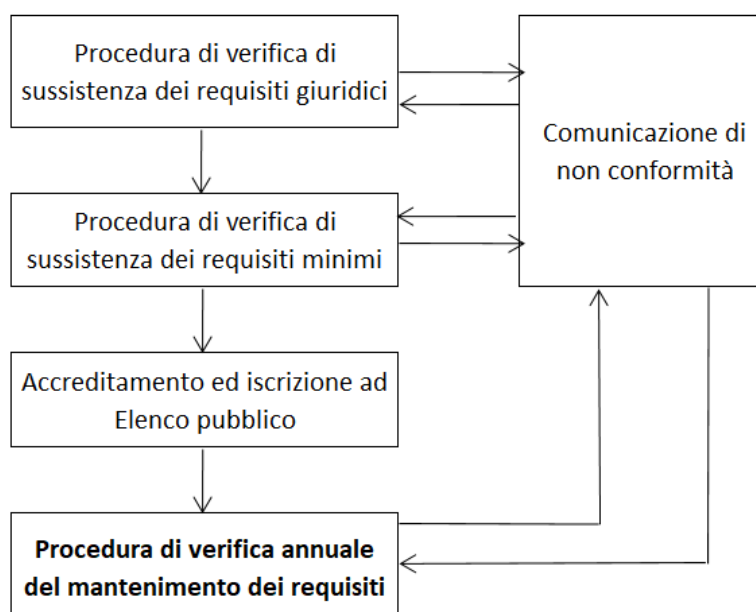 Procedura di verifica di
sussistenza dei requisiti giuridici
Comunicazione di
non conformità
Procedura di verifica di
sussistenza dei requisiti minimi
Accreditamento ed iscrizione ad
Elenco pubblico
Procedura di verifica annuale
del mantenimento dei requisiti